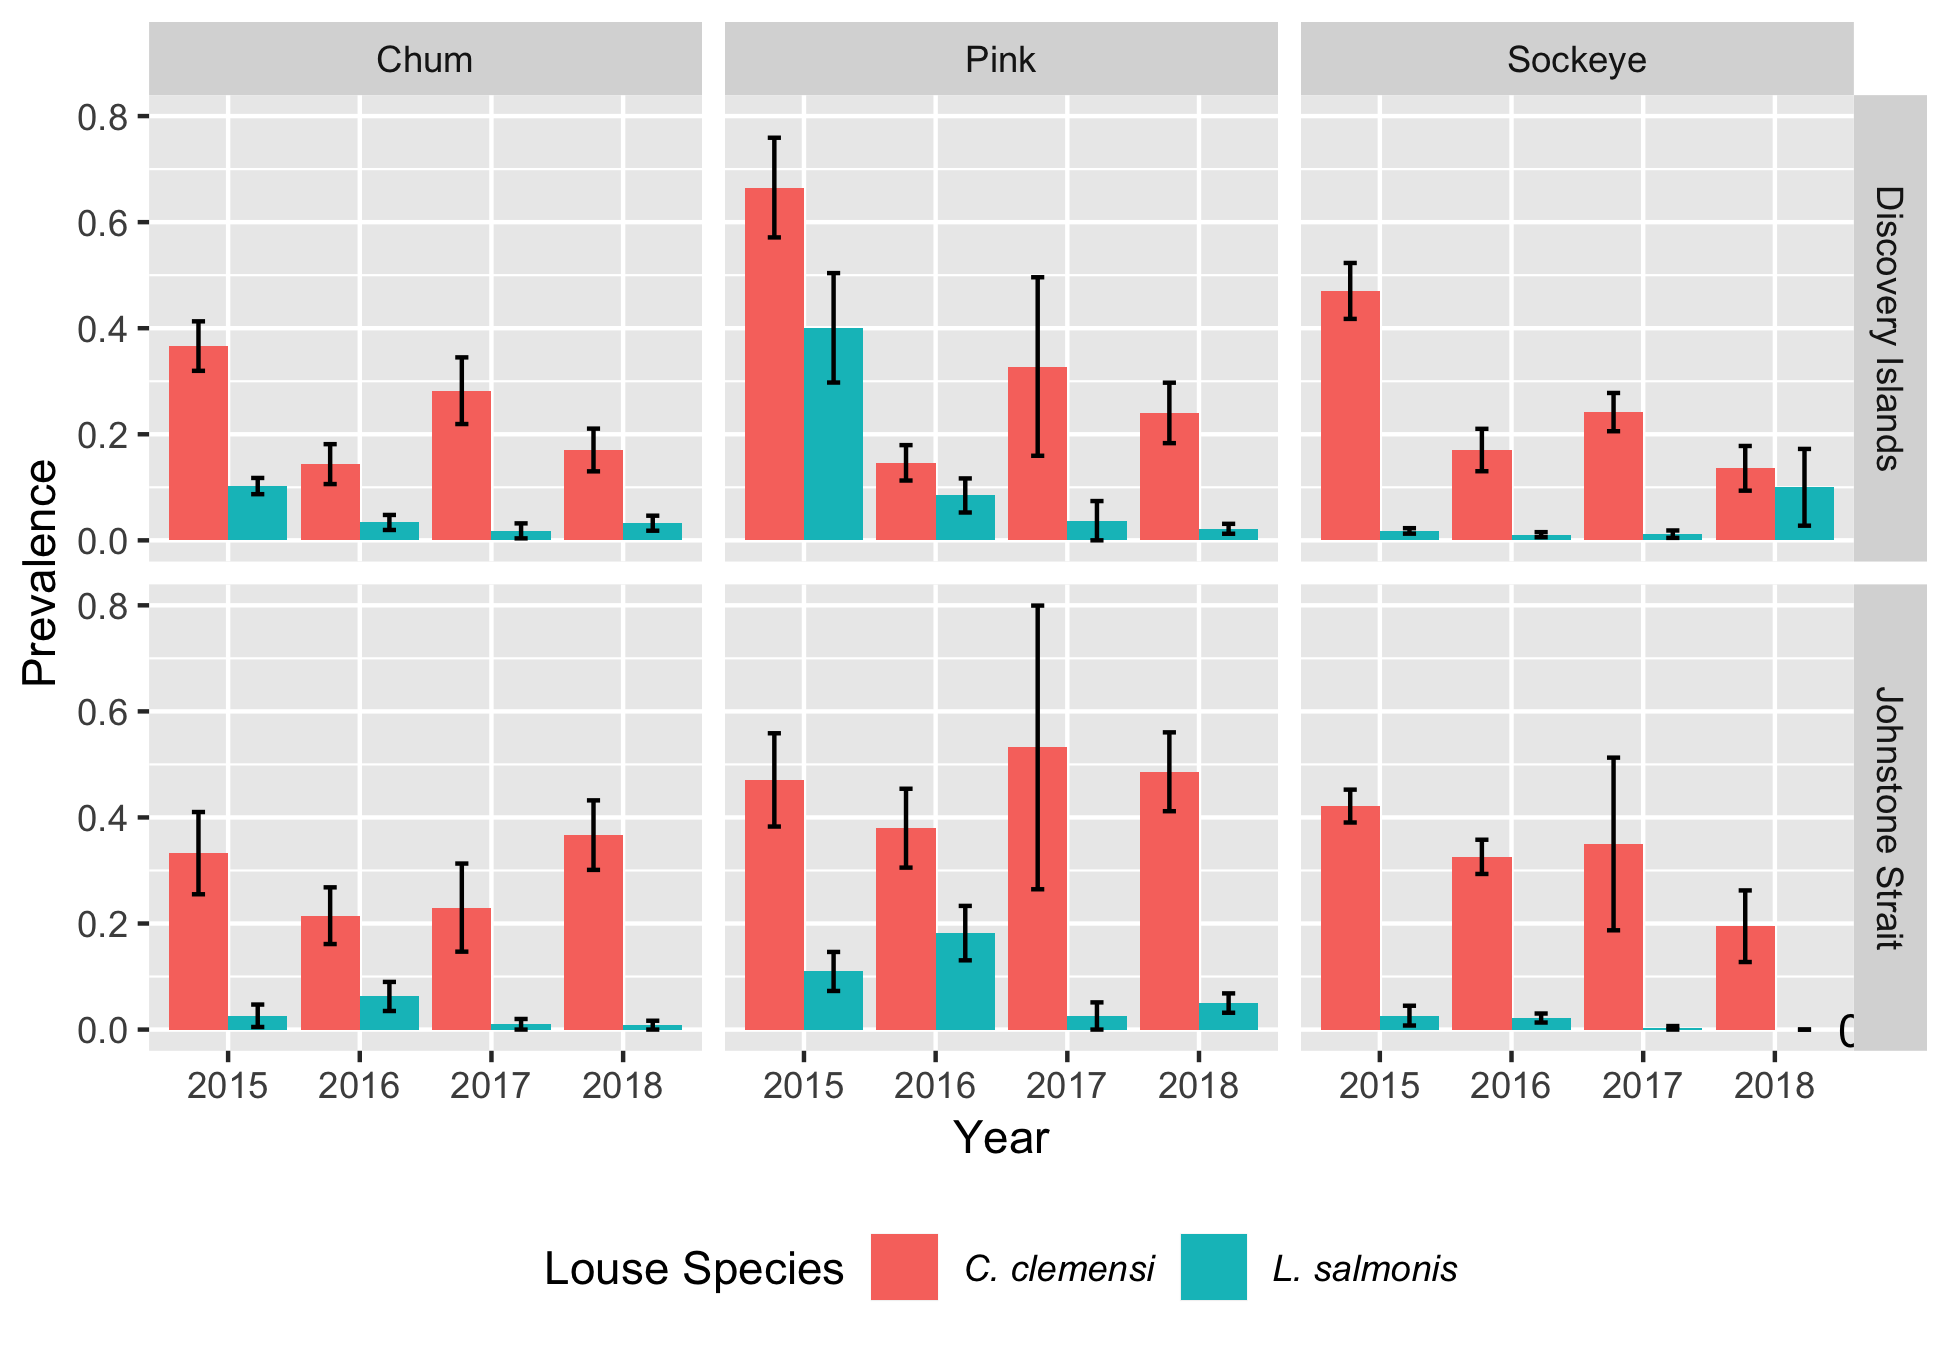 Chum Pink Sockeye
0.8
0.6
0.4
0.2
0.0
Discovery Islands
0.8
0.6
0.4
0.2
0.0
Johnstone Strait
Prevalence
2015 2016 2017 2018 2015 2016 2017 2018 2015 2016 2017 2018
Year
Louse Species C. clemensi L. salmonis